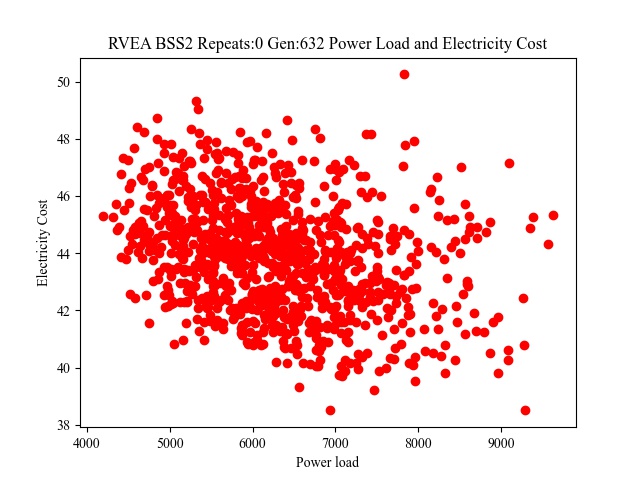 RVEA BSS2 Repeats:0 Gen:632 Power Load and Electricity Cost
50
48
46
44
42
40
38
Electricity Cost
4000 5000 6000 7000 8000 9000
Power load